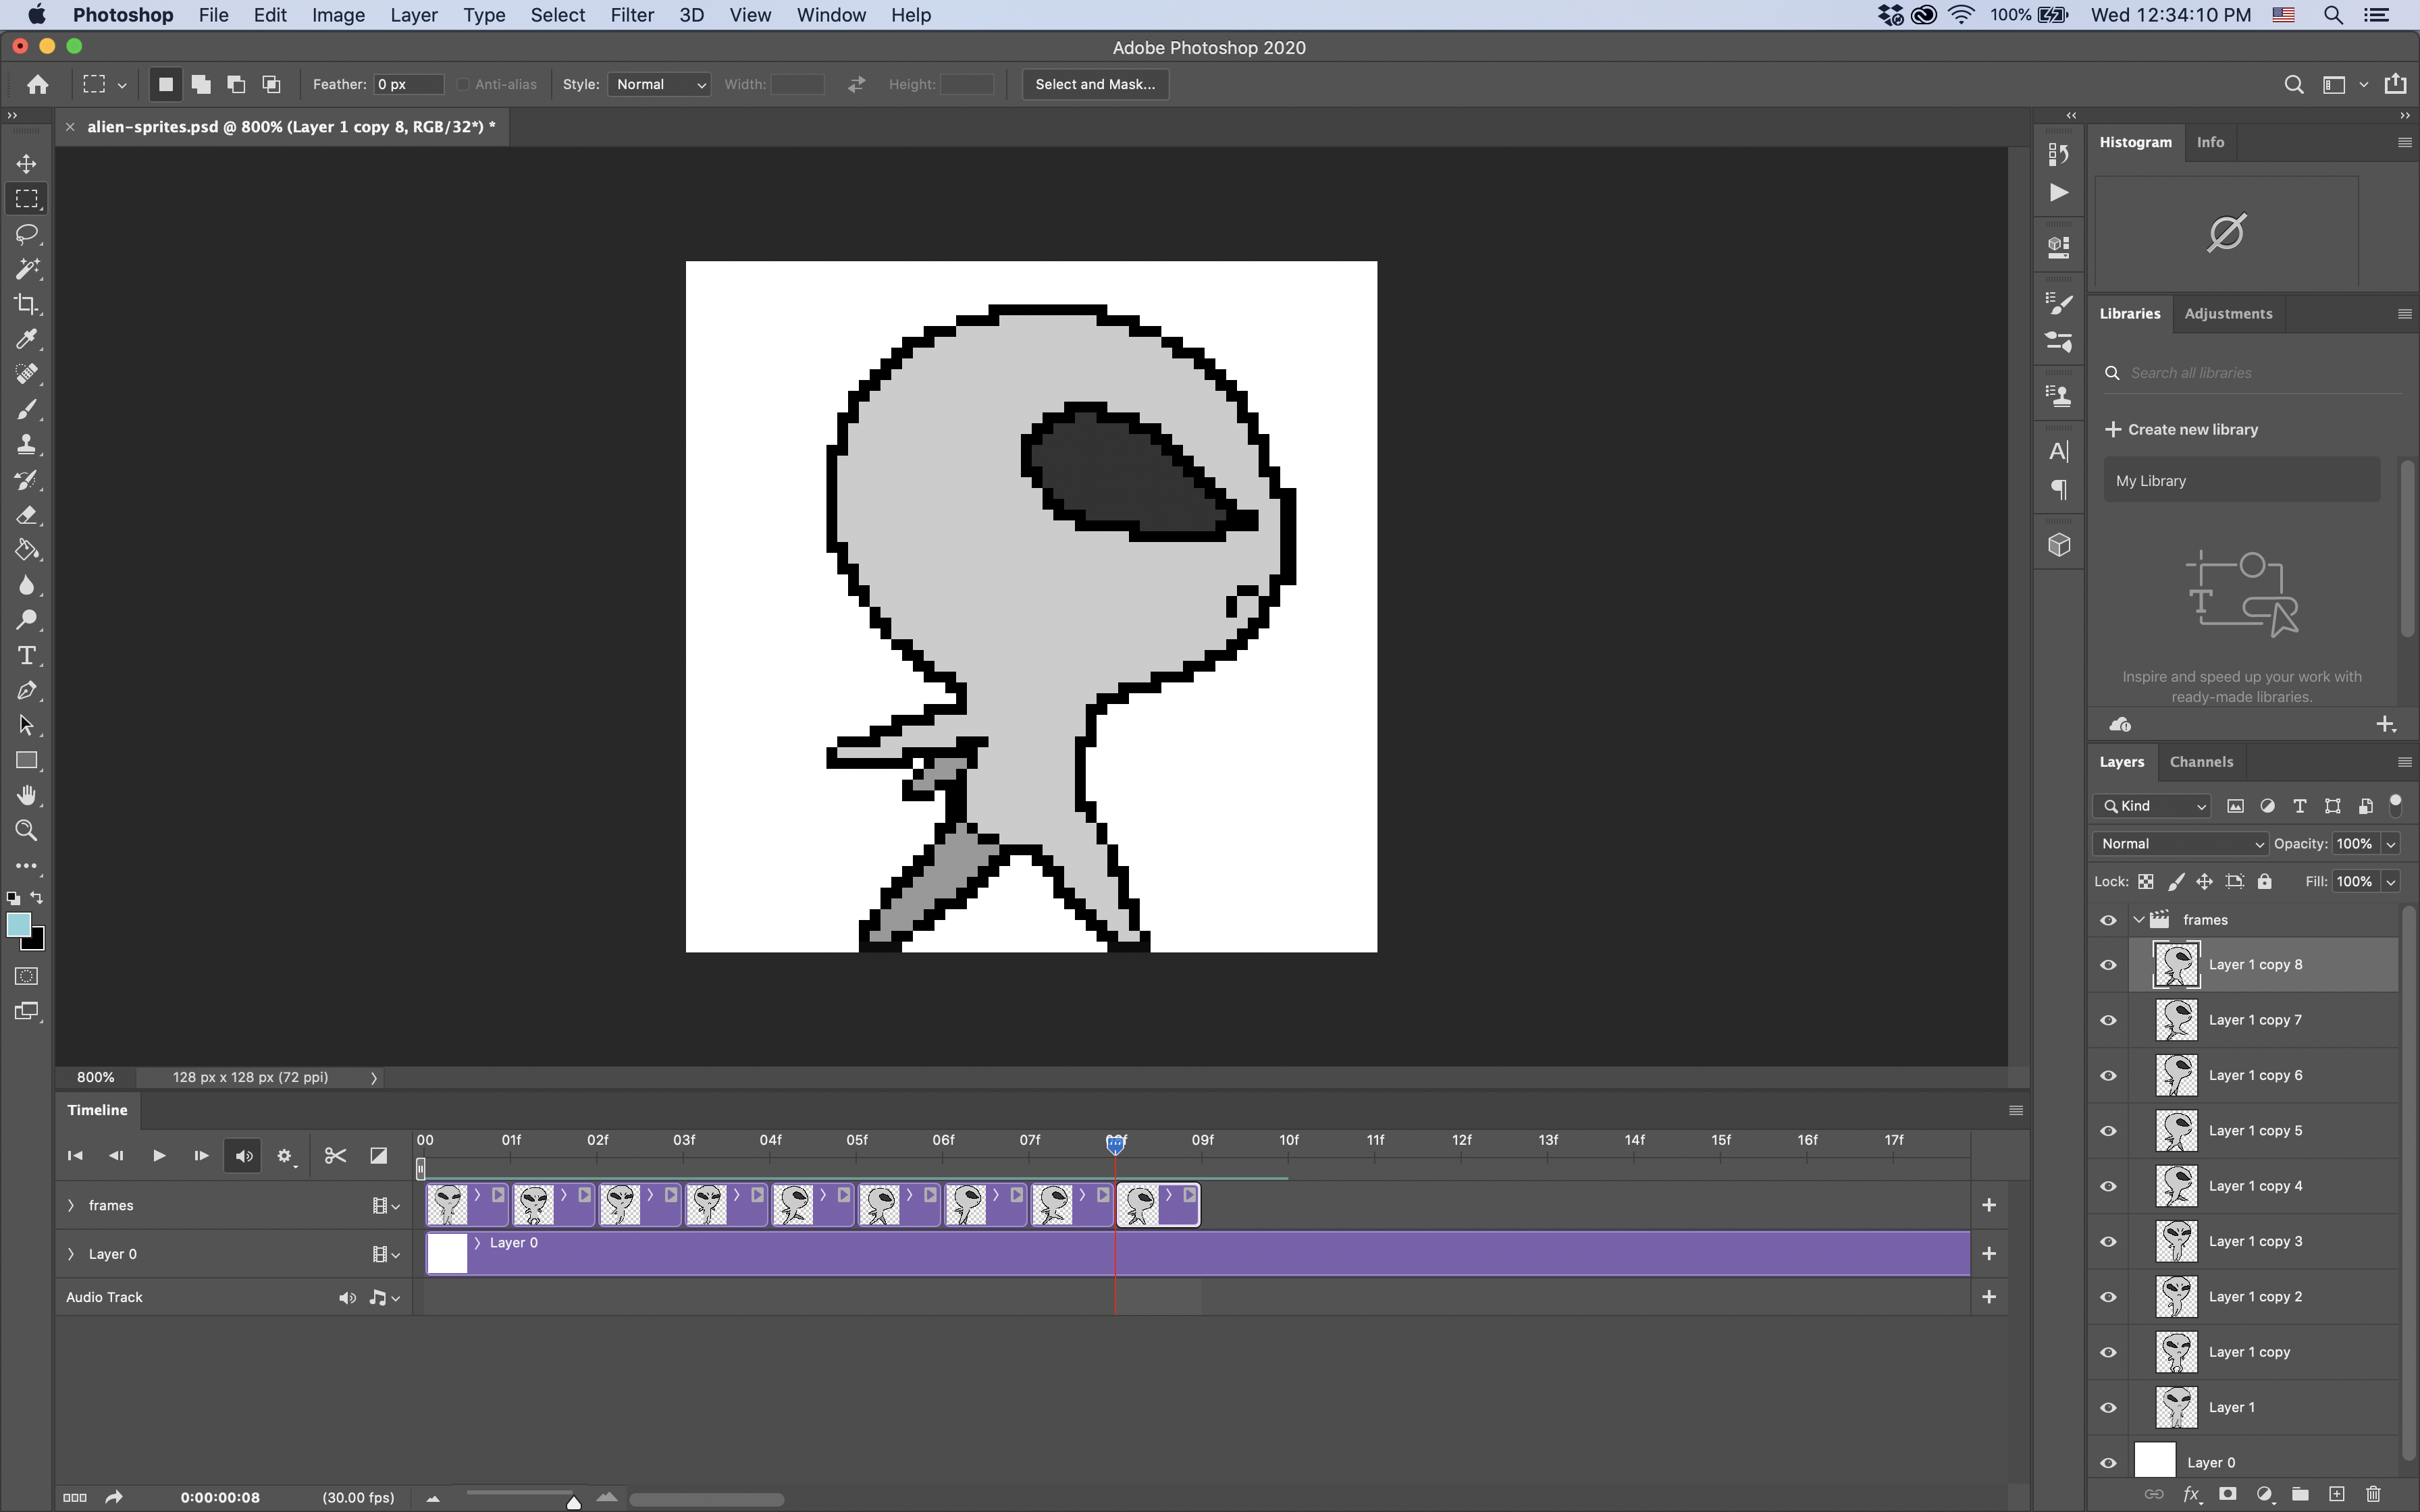 Photoshop File Edit Image Layer Type Select Filter 3D View Window Help 100% Wed 12:34:10 PM
Adobe Photoshop 2020
Feather: 0 px Anti-alias Style: Normal Width: Height: Select and Mask...
alien-sprites.psd @ 800% (Layer 1 copy 8, RGB/32*) *
Histogram Info
Libraries Adjustments
Search all libraries
Create new library
My Library
Inspire and speed up your work with
ready-made libraries.
Layers Channels
Kind
Normal Opacity: 100%
Lock: Fill: 100%
frames
Layer 1 copy 8
Layer 1 copy 7
Layer 1 copy 6
Layer 1 copy 5
Layer 1 copy 4
Layer 1 copy 3
Layer 1 copy 2
Layer 1 copy
Layer 1
Layer 0
800% 128 px x 128 px (72 ppi)
Timeline
00 01f 02f 03f 04f 05f 06f 07f 09f 10f 11f 12f 13f 14f 15f 16f 17f
frames
Layer 0 Layer 0
Audio Track
0:00:00:08 (30.00 fps)